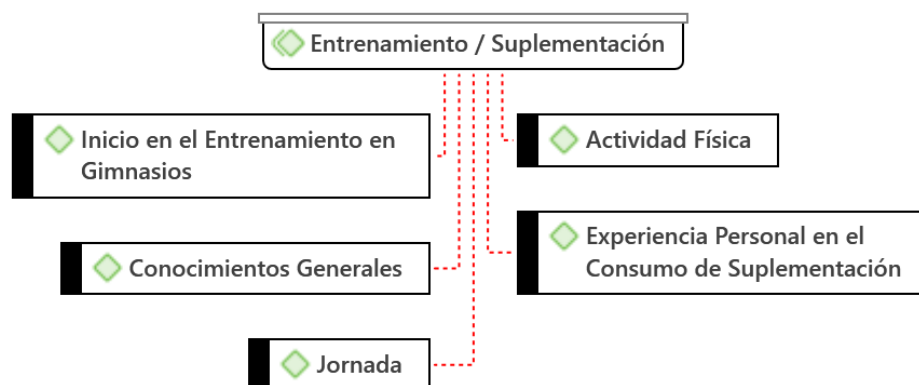 Entrenamiento / Suplementación
Inicio en el Entrenamiento en
Gimnasios
Actividad Física
Conocimientos Generales
Experiencia Personal en el
Consumo de Suplementación
Jornada